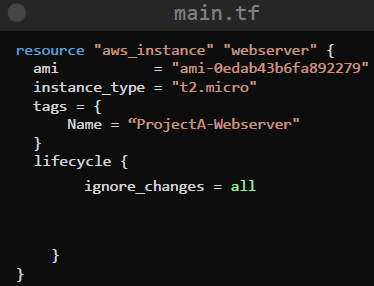 main.tf
resource "aws_instance" "webserver" {
ami = "ami-0edab43b6fa892279"
instance_type = "t2.micro"
tags = {
Name = “ProjectA-Webserver"
}
lifecycle {
ignore_changes = all
}
}